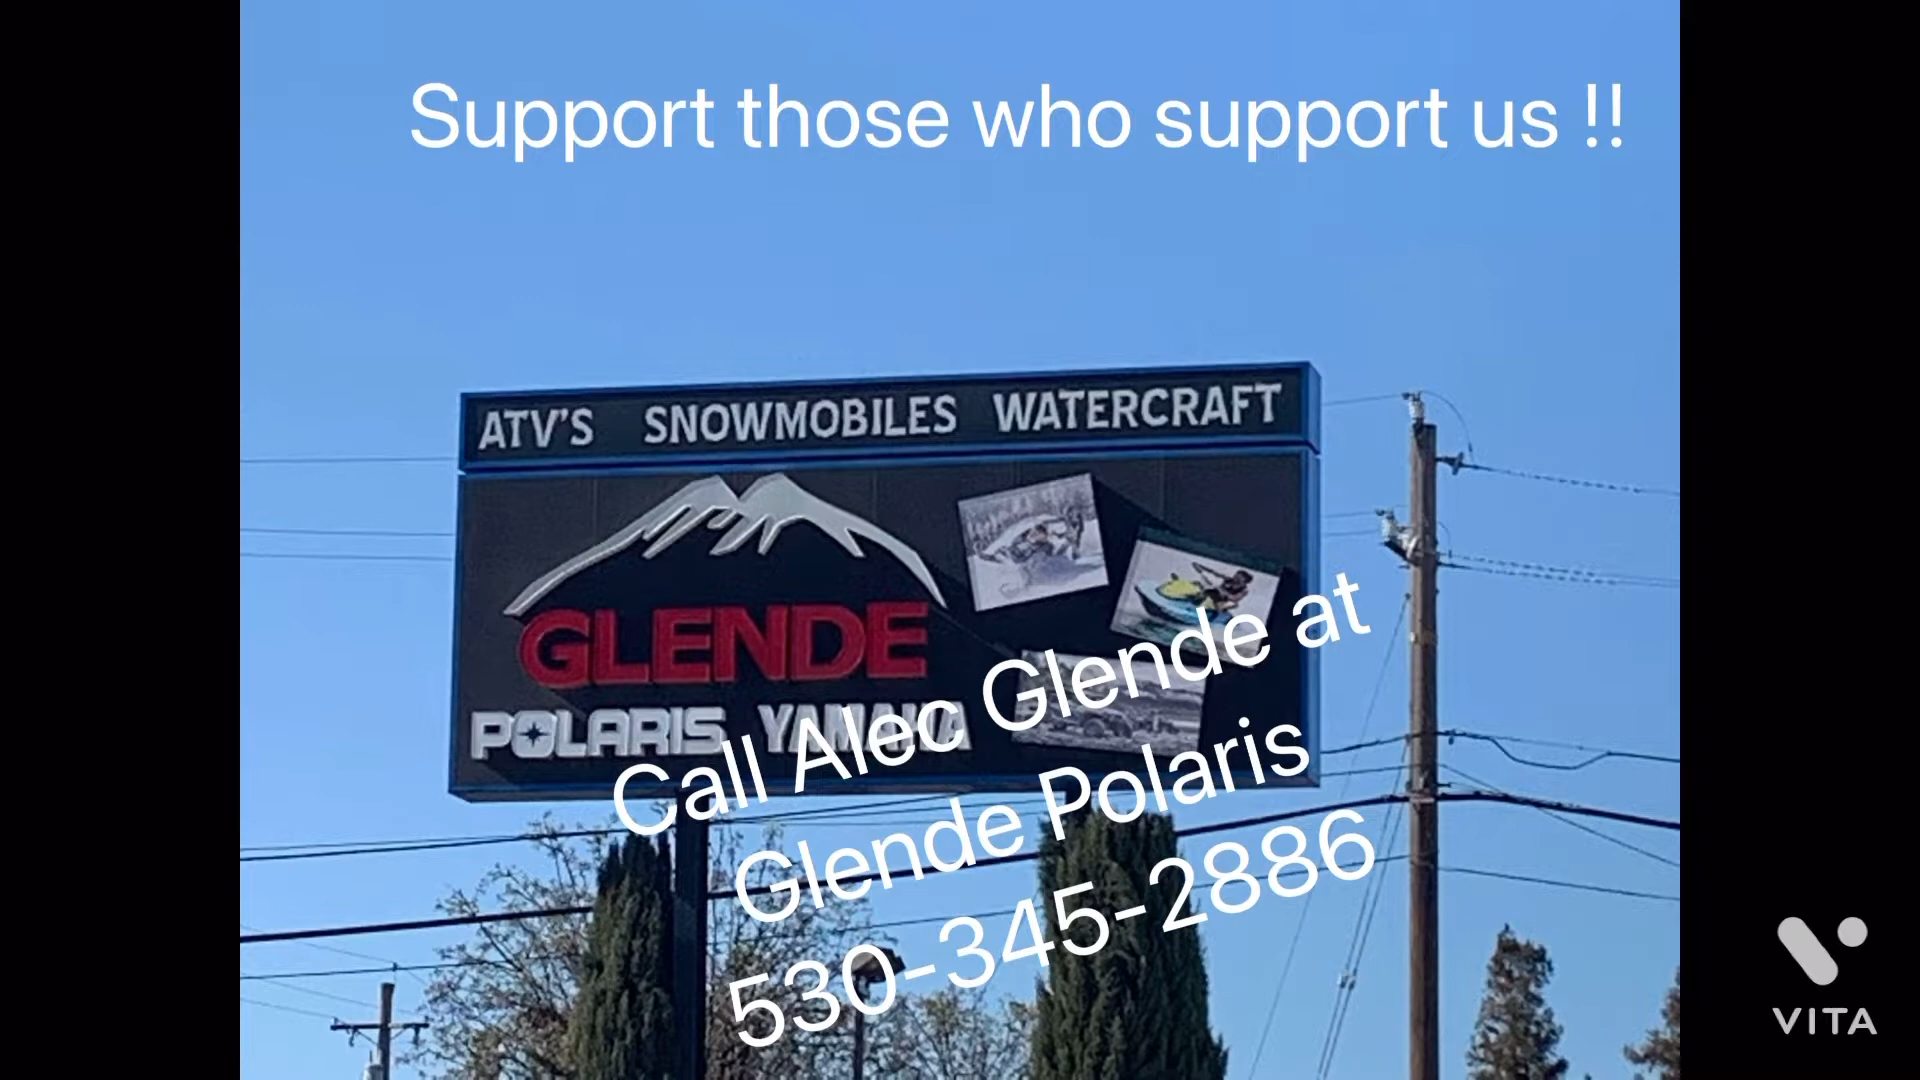 Support those who support us !!
ATV'S SNOWMOBILES WATERCRAFT
GLENDE
POLARIS YAMAHA
Call Alec Glende at
Glende Polaris
530-345-2886
VITA